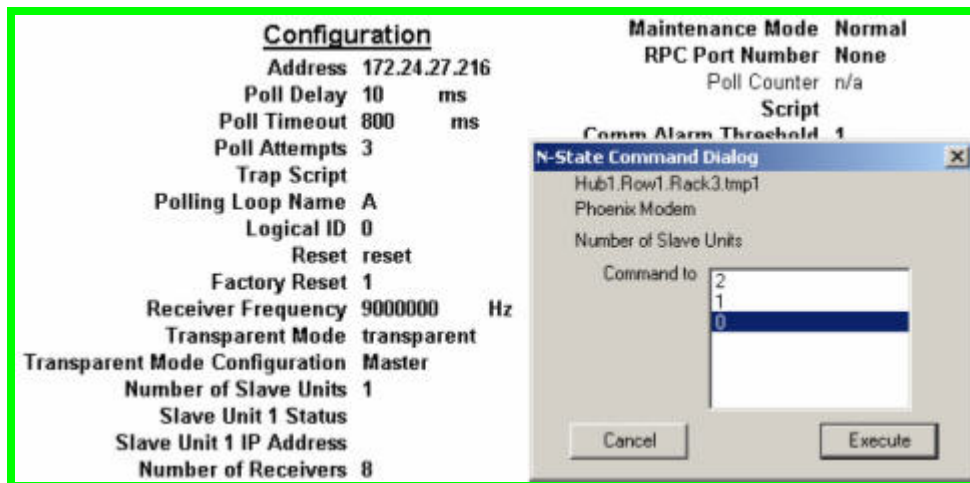 Configuration
Address 172.24.27.216
Poll Delay 10 ms
Poll Timeout 800 ms
Poll Attempts 3
Trap Script
Polling Loop Name A
Logical ID 0
Reset reset
Factory Reset 1
Receiver Frequency 9000000 Hz
Transparent Mode transparent
Transparent Mode Configuration Master
Number of Slave Units 1
Slave Unit 1 Status
Slave Unit 1 IP Address
Number of Receivers 8
Maintenance Mode Normal
RPC Port Number None
Poll Counter n/a
Script
Comm Alarm Threshold 1
N-State Command Dialog
Hub1.Row1.Rack3.tmp1
Phoenix Modem
Number of Slave Units
Command to
2
1
0
Cancel Execute